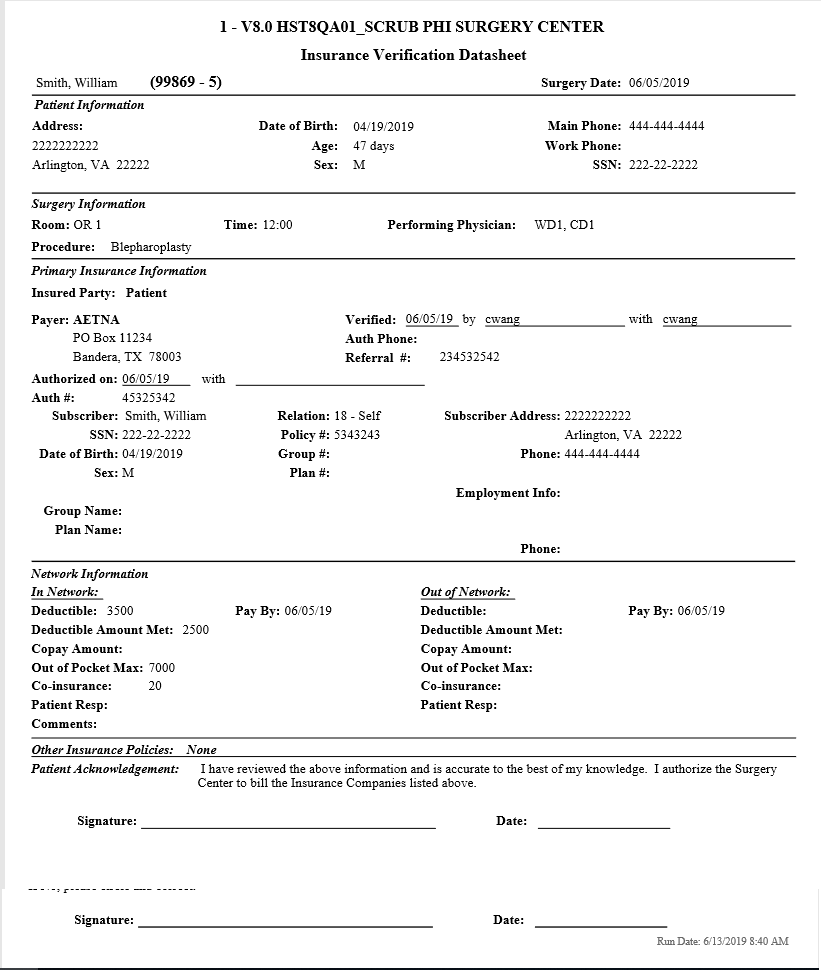 1 - V8.0 HST8QA01_SCRUB PHI SURGERY CENTER
Insurance Verification Datasheet
Smith, William (99869 - 5) Surgery Date: 06/05/2019
Patient Information
Address: Date of Birth: 04/19/2019 Main Phone: 444-444-4444
2222222222 Age: 47 days Work Phone:
Arlington, VA 22222 Sex: M SSN: 222-22-2222
Surgery Information
Room: OR 1 Time: 12:00 Performing Physician: WD1, CD1
Procedure: Blepharoplasty
Primary Insurance Information
Insured Party: Patient
Payer: AETNA Verified: 06/05/19 by cwang with cwang
PO Box 11234 Auth Phone:
Bandera, TX 78003 Referral #: 234532542
Authorized on: 06/05/19 with
Auth #: 45325342
Subscriber: Smith, William Relation: 18 - Self Subscriber Address: 2222222222
SSN: 222-22-2222 Policy #: 5343243 Arlington, VA 22222
Date of Birth: 04/19/2019 Group #: Phone: 444-444-4444
Sex: M Plan #:
Employment Info:
Group Name:
Plan Name:
Phone:
Network Information
In Network: Out of Network:
Deductible: 3500 Pay By: 06/05/19 Deductible: Pay By: 06/05/19
Deductible Amount Met: 2500 Deductible Amount Met:
Copay Amount: Copay Amount:
Out of Pocket Max: 7000 Out of Pocket Max:
Co-insurance: 20 Co-insurance:
Patient Resp: Patient Resp:
Comments:
Other Insurance Policies: None
Patient Acknowledgement: I have reviewed the above information and is accurate to the best of my knowledge. I authorize the Surgery
Center to bill the Insurance Companies listed above.
Signature: Date:
Signature: Date:
Run Date: 6/13/2019 8:40 AM